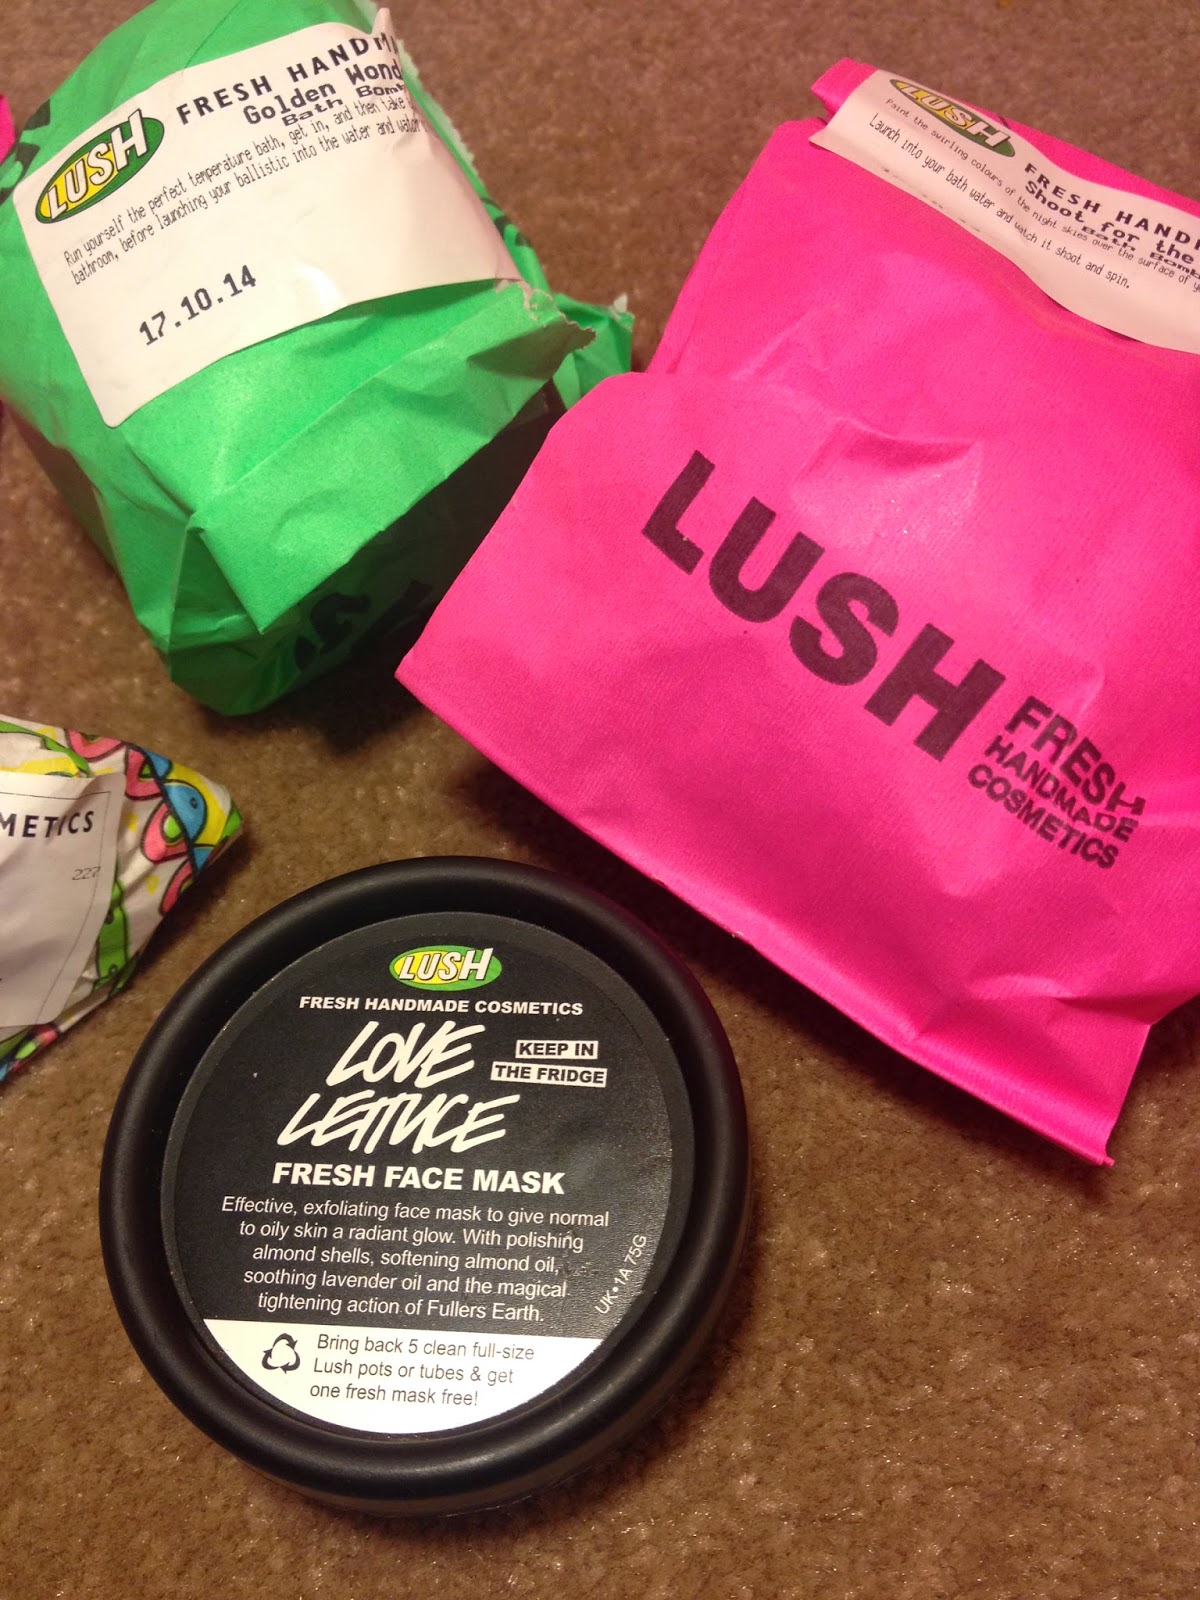 LUSH
FRESH HANDMA
Golden Wond
Bath Bomb
Run yourself the perfect temperature bath, get in, and then take
bathroom, before launching your ballistic into the water and
17.10.14
LUSH
FRESH HAND
Shoot for the
Bath Bomb
Paint the swirling colours of the night skies over the surface of
Launch into your bath water and watch it shoot and spin.
LUSH
FRESH
HANDMADE
COSMETICS
METICS
227
LUSH
FRESH HANDMADE COSMETICS
LOVE
LETTUCE
KEEP IN
THE FRIDGE
FRESH FACE MASK
Effective, exfoliating face mask to give normal
to oily skin a radiant glow. With polishing
almond shells, softening almond oil,
soothing lavender oil and the magical
tightening action of Fullers Earth.
UK•1A 75G
Bring back 5 clean full-size
Lush pots or tubes & get
one fresh mask free!